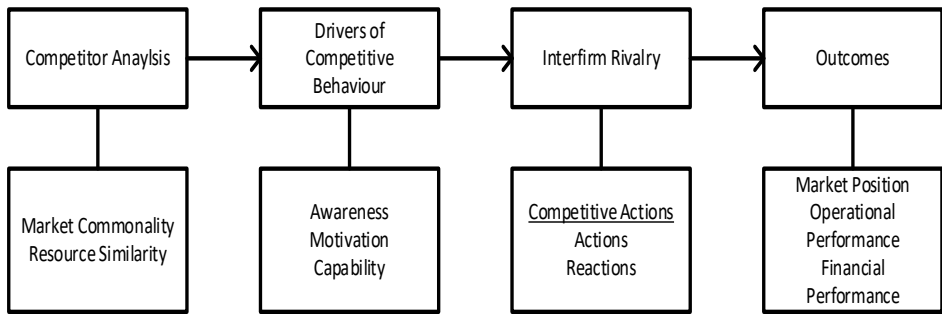 Competitor Anaylsis
Drivers of
Competitive
Behaviour
Interfirm Rivalry
Outcomes
Market Commonality
Resource Similarity
Awareness
Motivation
Capability
Competitive Actions
Actions
Reactions
Market Position
Operational
Performance
Financial
Performance